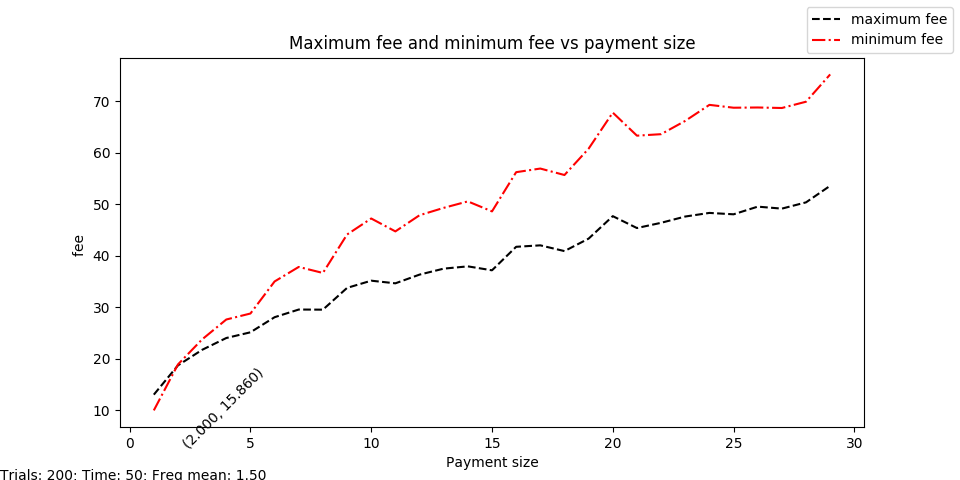 maximum fee
minimum fee
Maximum fee and minimum fee vs payment size
70
60
50
40
30
20
10
fee
(2.000, 15.860)
0 5 10 15 20 25 30
Payment size
Trials: 200; Time: 50; Freq mean: 1.50